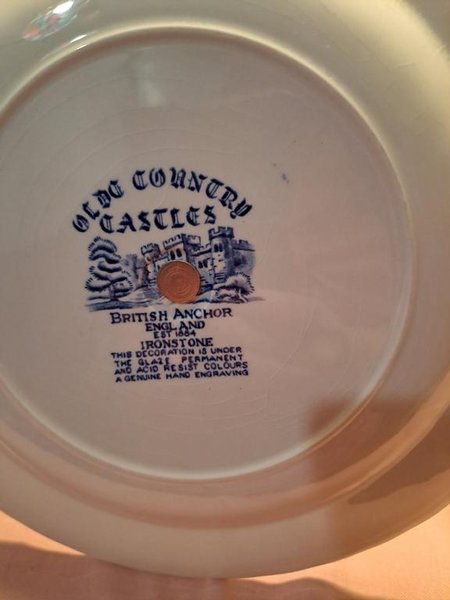 OLDE COUNTRY
CASTLES
BRITISH ANCHOR
ENGLAND
EST 1884
IRONSTONE
THIS DECORATION IS UNDER
THE GLAZE PERMANENT
AND ACID RESIST COLOURS
A GENUINE HAND ENGRAVING